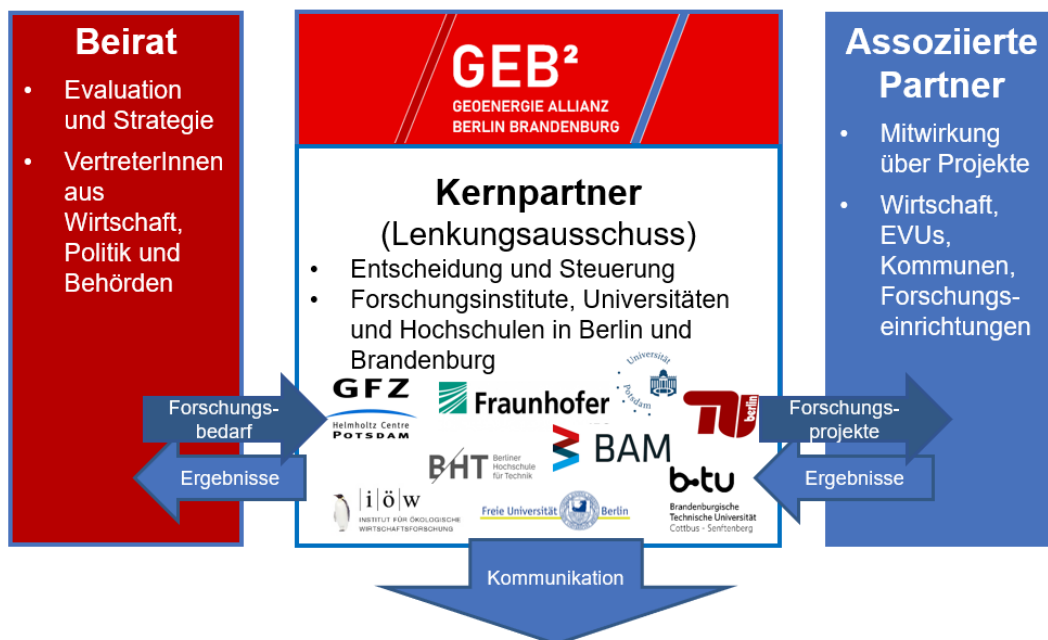 Beirat
• Evaluation
und Strategie
• VertreterInnen
aus
Wirtschaft,
Politik und
Behörden
GEB²
GEOENERGIE ALLIANZ
BERLIN BRANDENBURG
Kernpartner
(Lenkungsausschuss)
• Entscheidung und Steuerung
• Forschungsinstitute, Universitäten
und Hochschulen in Berlin und
Brandenburg
GFZ
Helmholtz Centre
POTSDAM
Fraunhofer
Universität
Potsdam
TU
berlin
BHT
Berliner
Hochschule
für Technik
BAM
b-tu
Brandenburgische
Technische Universität
Cottbus - Senftenberg
|i|ö|w
INSTITUT FÜR ÖKOLOGISCHE
WIRTSCHAFTSFORSCHUNG
Freie Universität Berlin
Assoziierte
Partner
• Mitwirkung
über Projekte
• Wirtschaft,
EVUs,
Kommunen,
Forschungs-
einrichtungen
Forschungs-
bedarf
Ergebnisse
Forschungs-
projekte
Ergebnisse
Kommunikation